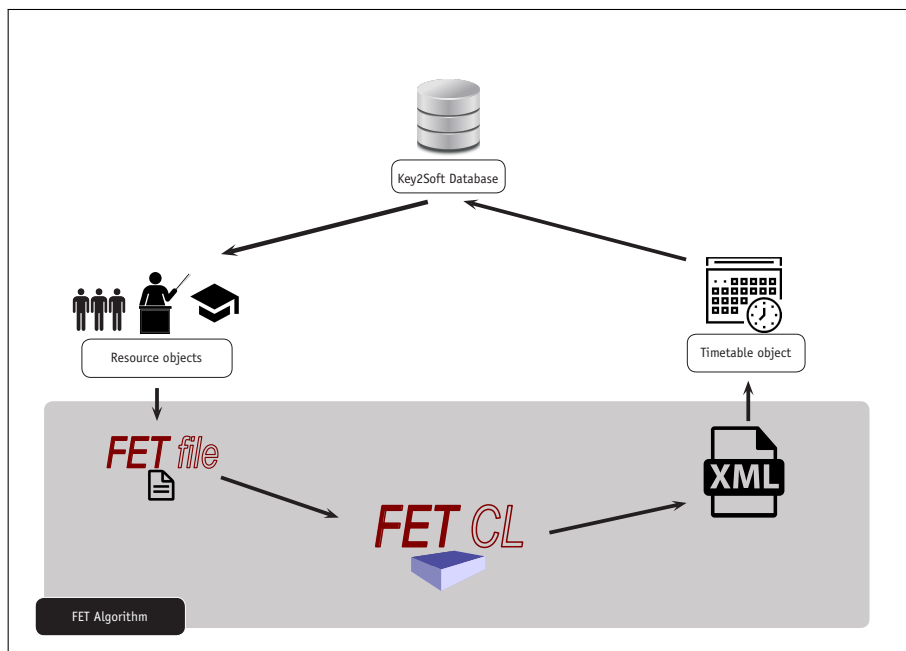 Key2Soft Database
Resource objects
Timetable object
FET file
XML
FET CL
FET Algorithm